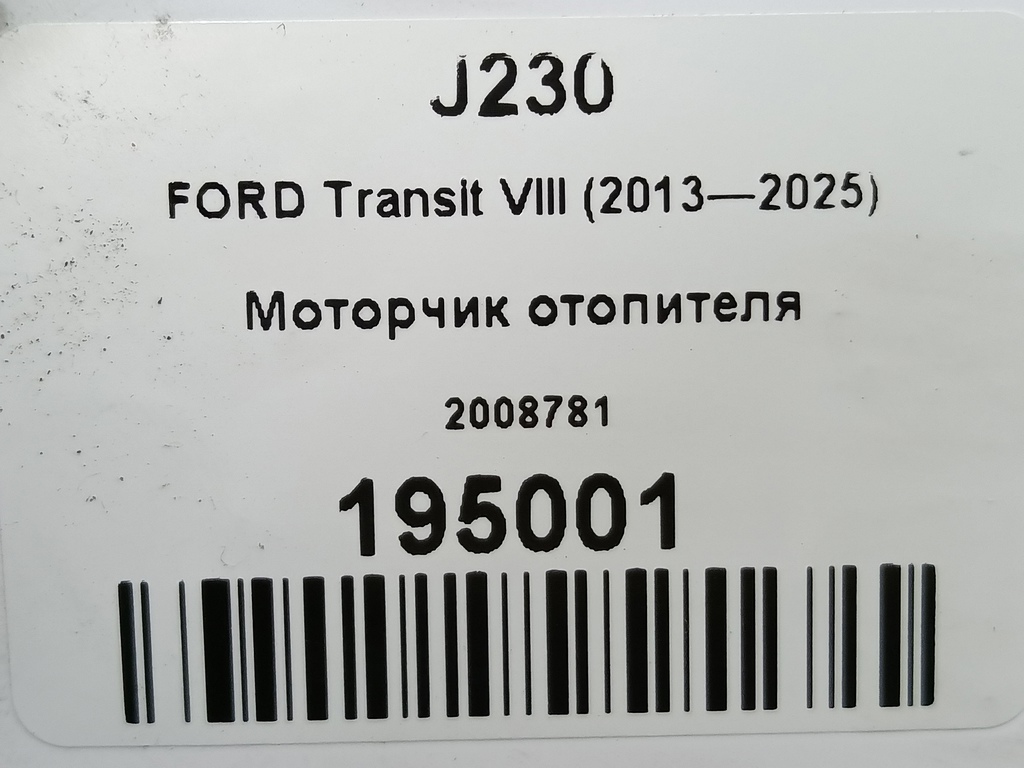 J230
FORD Transit VIII (2013—2025)
Моторчик отопителя
2008781
195001